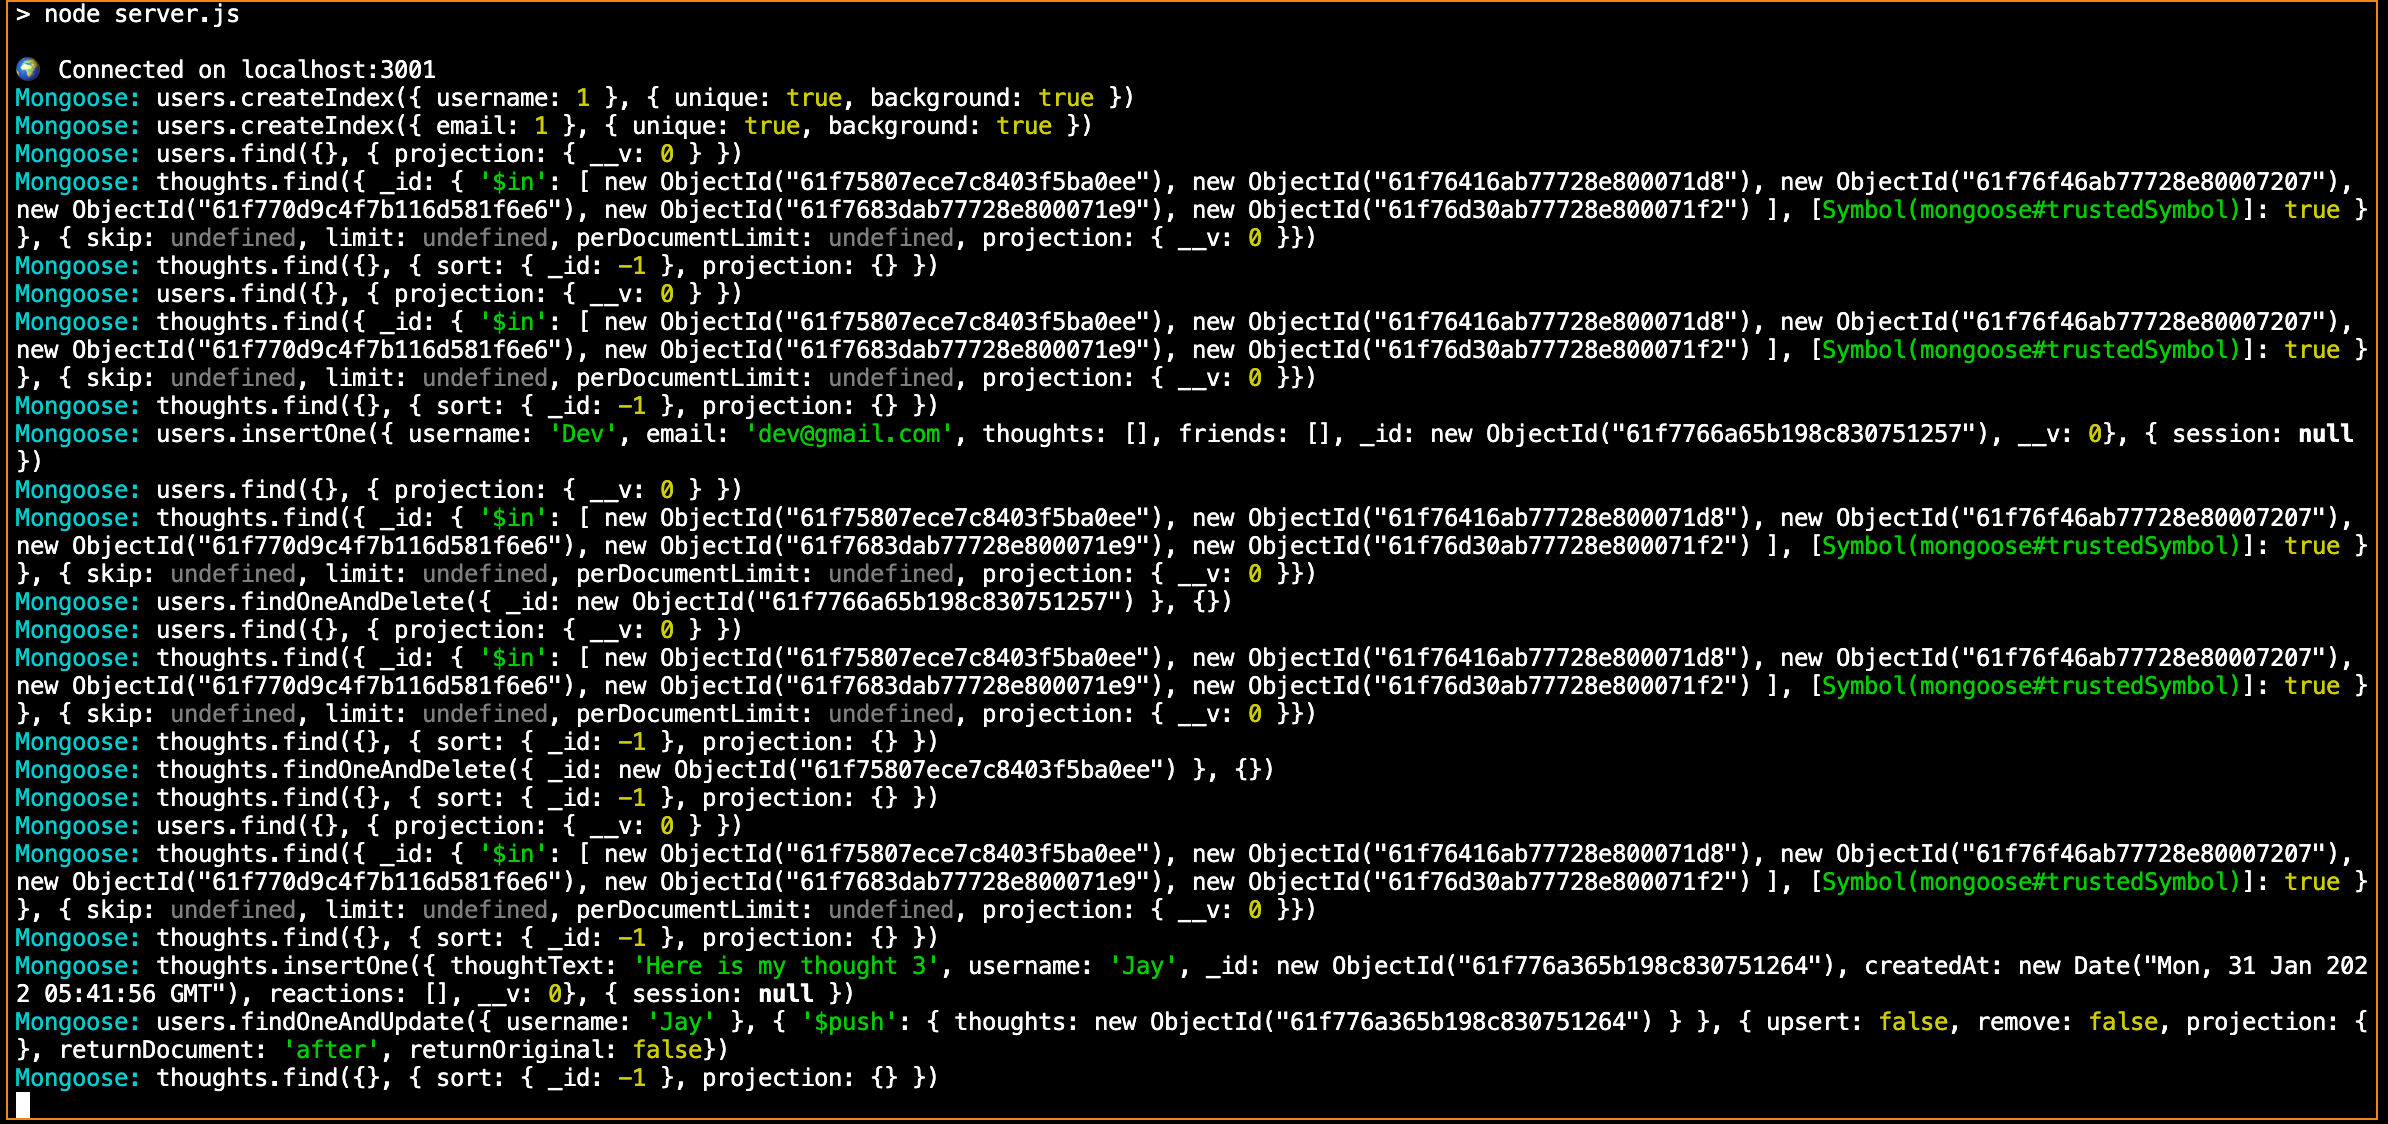 > node server.js
🌍 Connected on localhost:3001
Mongoose: users.createIndex({ username: 1 }, { unique: true, background: true })
Mongoose: users.createIndex({ email: 1 }, { unique: true, background: true })
Mongoose: users.find({}, { projection: { __v: 0 } })
Mongoose: thoughts.find({ _id: { '$in': [ new ObjectId("61f75807ece7c8403f5ba0ee"), new ObjectId("61f76416ab77728e800071d8"), new ObjectId("61f76f46ab77728e80007207"),
new ObjectId("61f770d9c4f7b116d581f6e6"), new ObjectId("61f7683dab77728e800071e9"), new ObjectId("61f76d30ab77728e800071f2") ], [Symbol(mongoose#trustedSymbol)]: true }
}, { skip: undefined, limit: undefined, perDocumentLimit: undefined, projection: { __v: 0 }})
Mongoose: thoughts.find({}, { sort: { _id: -1 }, projection: {} })
Mongoose: users.find({}, { projection: { __v: 0 } })
Mongoose: thoughts.find({ _id: { '$in': [ new ObjectId("61f75807ece7c8403f5ba0ee"), new ObjectId("61f76416ab77728e800071d8"), new ObjectId("61f76f46ab77728e80007207"),
new ObjectId("61f770d9c4f7b116d581f6e6"), new ObjectId("61f7683dab77728e800071e9"), new ObjectId("61f76d30ab77728e800071f2") ], [Symbol(mongoose#trustedSymbol)]: true }
}, { skip: undefined, limit: undefined, perDocumentLimit: undefined, projection: { __v: 0 }})
Mongoose: thoughts.find({}, { sort: { _id: -1 }, projection: {} })
Mongoose: users.insertOne({ username: 'Dev', email: 'dev@gmail.com', thoughts: [], friends: [], _id: new ObjectId("61f7766a65b198c830751257"), __v: 0}, { session: null
})
Mongoose: users.find({}, { projection: { __v: 0 } })
Mongoose: thoughts.find({ _id: { '$in': [ new ObjectId("61f75807ece7c8403f5ba0ee"), new ObjectId("61f76416ab77728e800071d8"), new ObjectId("61f76f46ab77728e80007207"),
new ObjectId("61f770d9c4f7b116d581f6e6"), new ObjectId("61f7683dab77728e800071e9"), new ObjectId("61f76d30ab77728e800071f2") ], [Symbol(mongoose#trustedSymbol)]: true }
}, { skip: undefined, limit: undefined, perDocumentLimit: undefined, projection: { __v: 0 }})
Mongoose: users.findOneAndDelete({ _id: new ObjectId("61f7766a65b198c830751257") }, {})
Mongoose: users.find({}, { projection: { __v: 0 } })
Mongoose: thoughts.find({ _id: { '$in': [ new ObjectId("61f75807ece7c8403f5ba0ee"), new ObjectId("61f76416ab77728e800071d8"), new ObjectId("61f76f46ab77728e80007207"),
new ObjectId("61f770d9c4f7b116d581f6e6"), new ObjectId("61f7683dab77728e800071e9"), new ObjectId("61f76d30ab77728e800071f2") ], [Symbol(mongoose#trustedSymbol)]: true }
}, { skip: undefined, limit: undefined, perDocumentLimit: undefined, projection: { __v: 0 }})
Mongoose: thoughts.find({}, { sort: { _id: -1 }, projection: {} })
Mongoose: thoughts.findOneAndDelete({ _id: new ObjectId("61f75807ece7c8403f5ba0ee") }, {})
Mongoose: thoughts.find({}, { sort: { _id: -1 }, projection: {} })
Mongoose: users.find({}, { projection: { __v: 0 } })
Mongoose: thoughts.find({ _id: { '$in': [ new ObjectId("61f75807ece7c8403f5ba0ee"), new ObjectId("61f76416ab77728e800071d8"), new ObjectId("61f76f46ab77728e80007207"),
new ObjectId("61f770d9c4f7b116d581f6e6"), new ObjectId("61f7683dab77728e800071e9"), new ObjectId("61f76d30ab77728e800071f2") ], [Symbol(mongoose#trustedSymbol)]: true }
}, { skip: undefined, limit: undefined, perDocumentLimit: undefined, projection: { __v: 0 }})
Mongoose: thoughts.find({}, { sort: { _id: -1 }, projection: {} })
Mongoose: thoughts.insertOne({ thoughtText: 'Here is my thought 3', username: 'Jay', _id: new ObjectId("61f776a365b198c830751264"), createdAt: new Date("Mon, 31 Jan 202
2 05:41:56 GMT"), reactions: [], __v: 0}, { session: null })
Mongoose: users.findOneAndUpdate({ username: 'Jay' }, { '$push': { thoughts: new ObjectId("61f776a365b198c830751264") } }, { upsert: false, remove: false, projection: {
}, returnDocument: 'after', returnOriginal: false})
Mongoose: thoughts.find({}, { sort: { _id: -1 }, projection: {} })